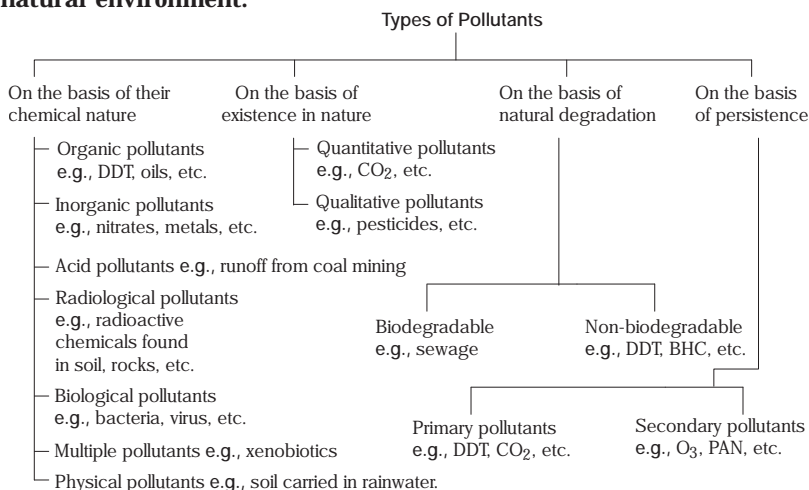 natural environment.
Types of Pollutants
On the basis of their
chemical nature
On the basis of
existence in nature
On the basis of
natural degradation
On the basis
of persistence
Organic pollutants
e.g., DDT, oils, etc.
Inorganic pollutants
e.g., nitrates, metals, etc.
Acid pollutants e.g., runoff from coal mining
Radiological pollutants
e.g., radioactive
chemicals found
in soil, rocks, etc.
Biological pollutants
e.g., bacteria, virus, etc.
Multiple pollutants e.g., xenobiotics
Physical pollutants e.g., soil carried in rainwater.
Quantitative pollutants
e.g., CO₂, etc.
Qualitative pollutants
e.g., pesticides, etc.
Biodegradable
e.g., sewage
Non-biodegradable
e.g., DDT, BHC, etc.
Primary pollutants
e.g., DDT, CO₂, etc.
Secondary pollutants
e.g., O₃, PAN, etc.